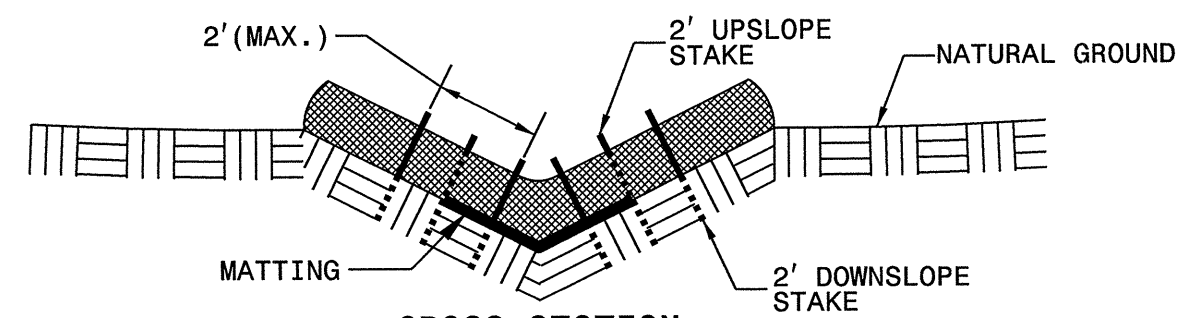 2'(MAX.)
2' UPSLOPE
STAKE
NATURAL GROUND
MATTING
2' DOWNSLOPE
STAKE